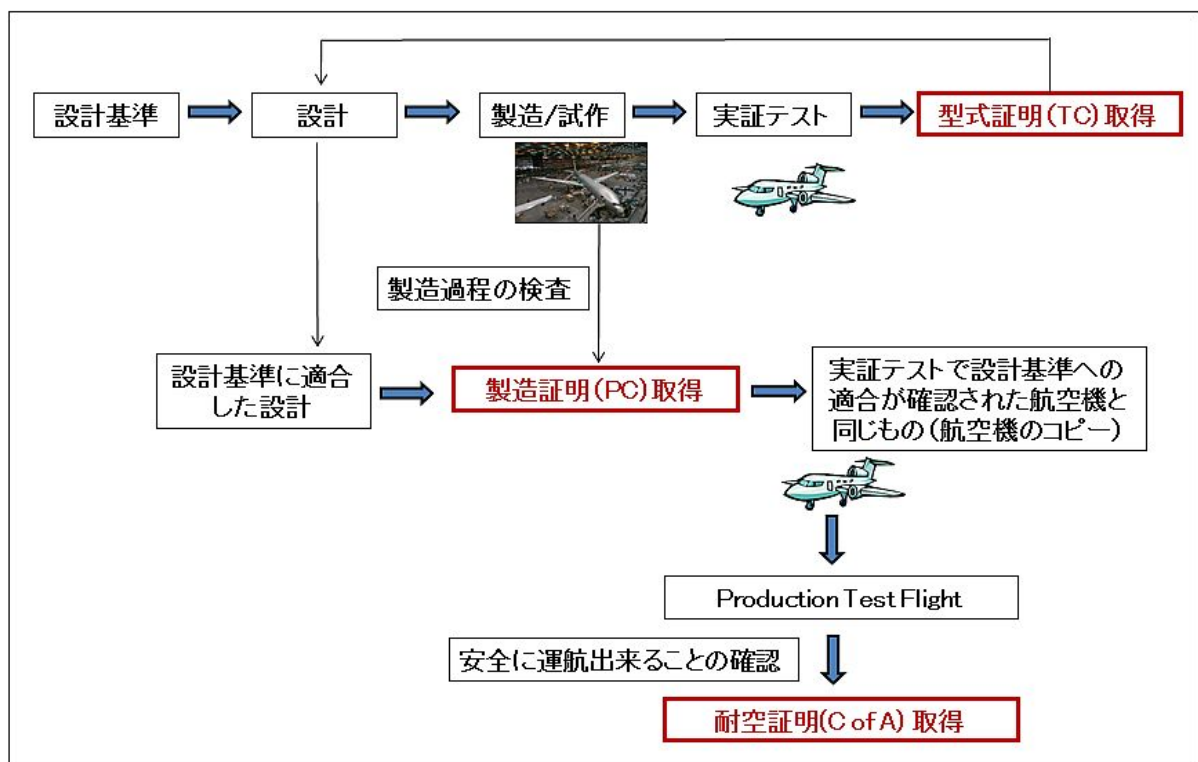 設計基準
設計
製造/試作
実証テスト
型式証明(TC)取得
製造過程の検査
設計基準に適合
した設計
製造証明(PC)取得
実証テストで設計基準への
適合が確認された航空機と
同じもの(航空機のコピー)
Production Test Flight
安全に運航出来ることの確認
耐空証明(C of A) 取得